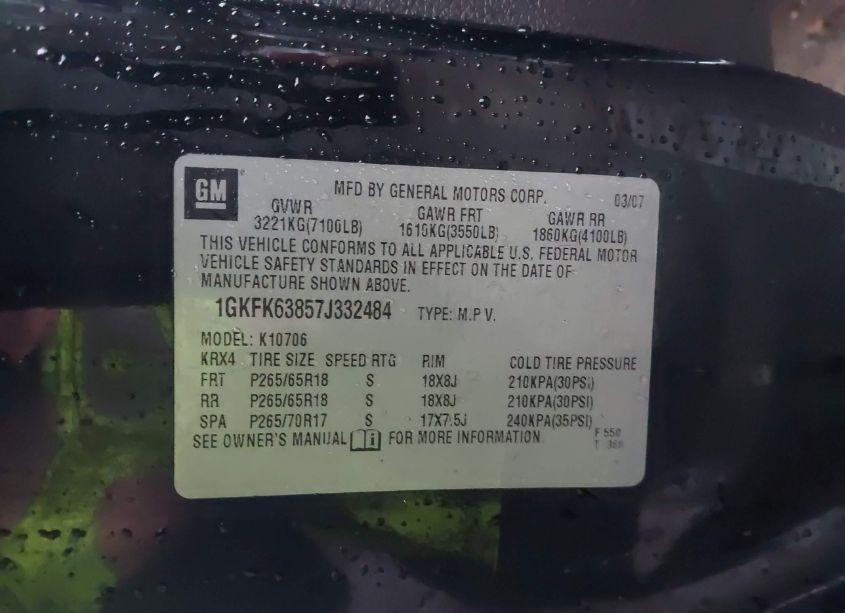 GM
MFD BY GENERAL MOTORS CORP. 03/07
GVWR GAWR FRT GAWR RR
3221KG(7100LB) 1610KG(3550LB) 1860KG(4100LB)
THIS VEHICLE CONFORMS TO ALL APPLICABLE U.S. FEDERAL MOTOR
VEHICLE SAFETY STANDARDS IN EFFECT ON THE DATE OF
MANUFACTURE SHOWN ABOVE.
1GKFK63857J332484 TYPE: M.P.V.
MODEL: K10706
KRX4 TIRE SIZE SPEED RTG RIM COLD TIRE PRESSURE
FRT P265/65R18 S 18X8J 210KPA(30PSI)
RR P265/65R18 S 18X8J 210KPA(30PSI)
SPA P265/70R17 S 17X7.5J 240KPA(35PSI)
SEE OWNER'S MANUAL FOR MORE INFORMATION.
F 550
T